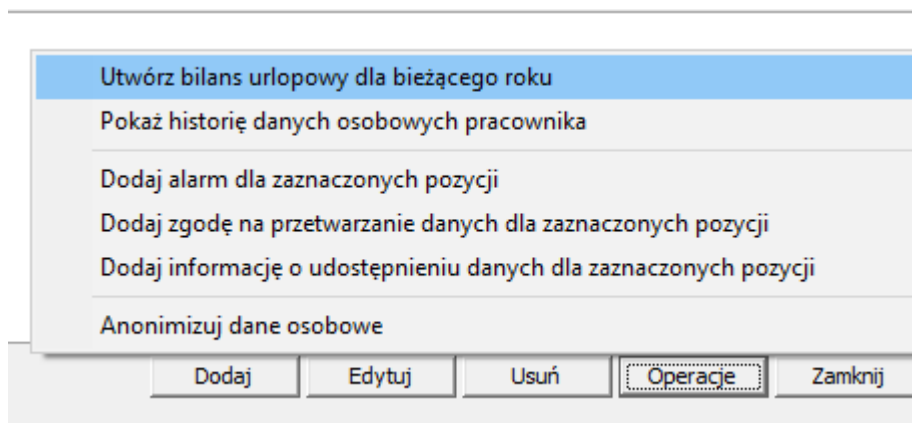 Utwórz bilans urlopowy dla bieżącego roku
Pokaż historię danych osobowych pracownika
Dodaj alarm dla zaznaczonych pozycji
Dodaj zgodę na przetwarzanie danych dla zaznaczonych pozycji
Dodaj informację o udostępnieniu danych dla zaznaczonych pozycji
Anonimizuj dane osobowe
Dodaj Edytuj Usuń Operacje Zamknij